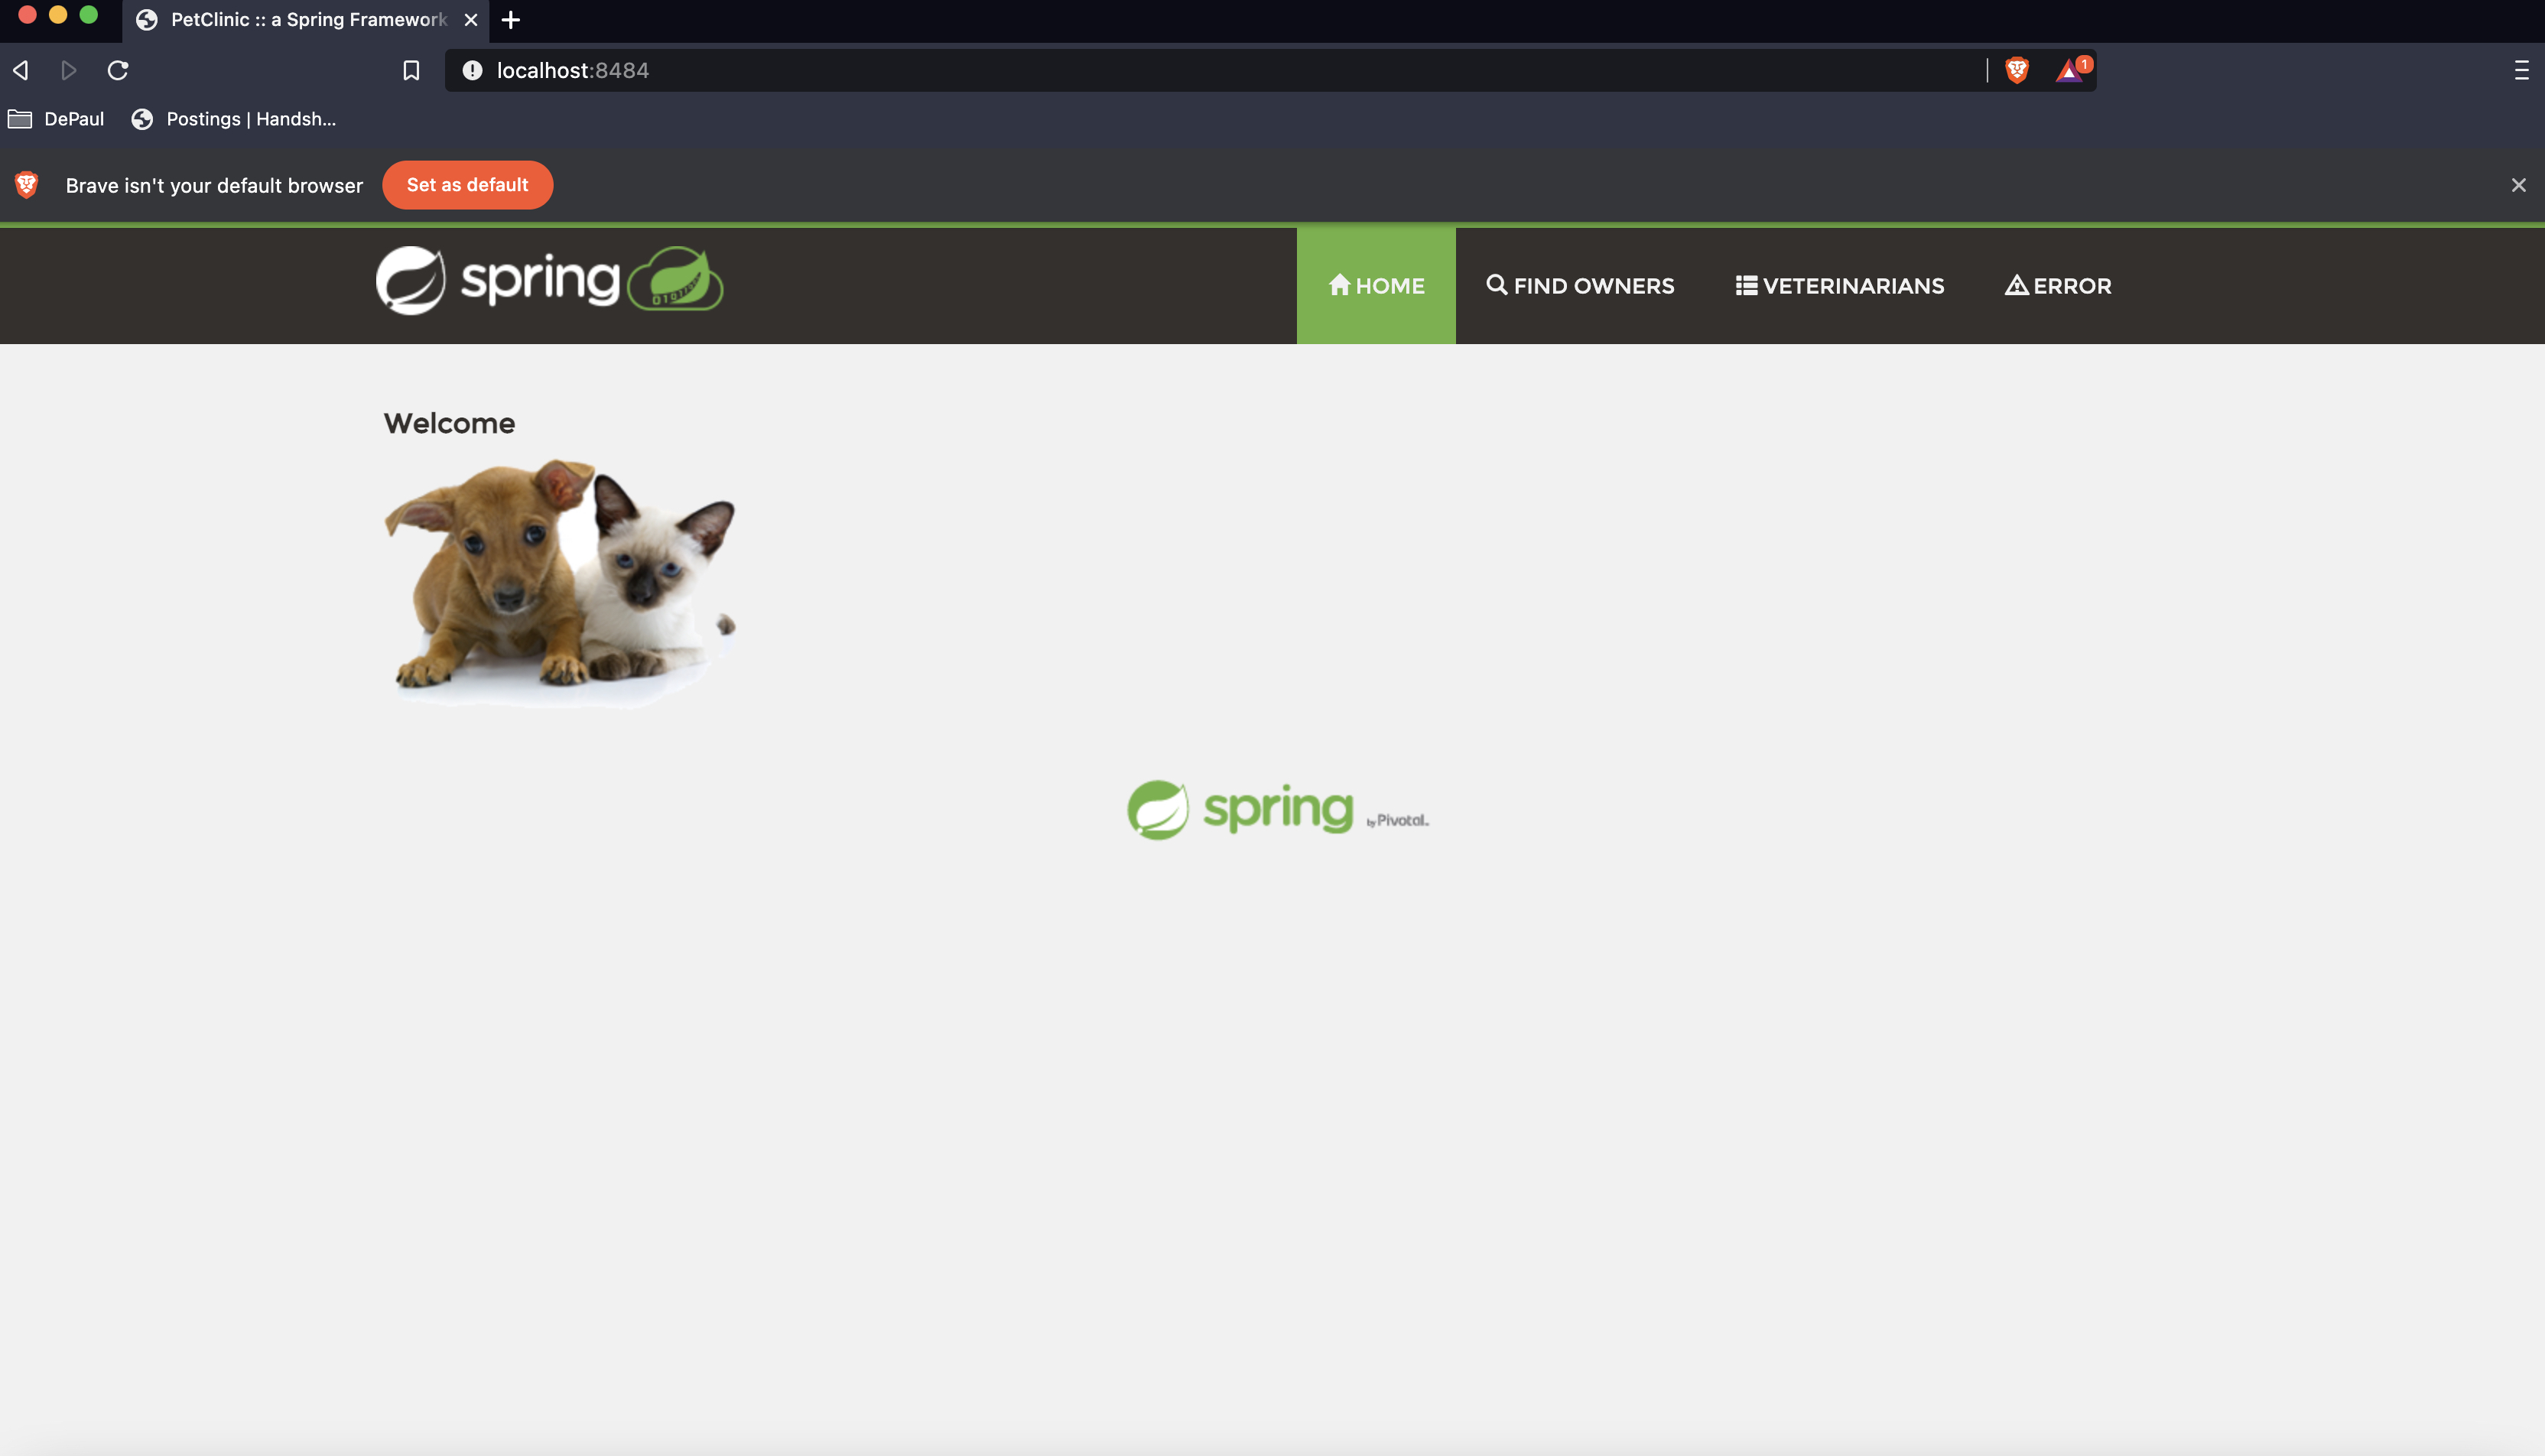 PetClinic :: a Spring Framework
localhost:8484
1
DePaul
Postings | Handsh...
Brave isn't your default browser
Set as default
spring
HOME
FIND OWNERS
VETERINARIANS
ERROR
Welcome
spring by Pivotal